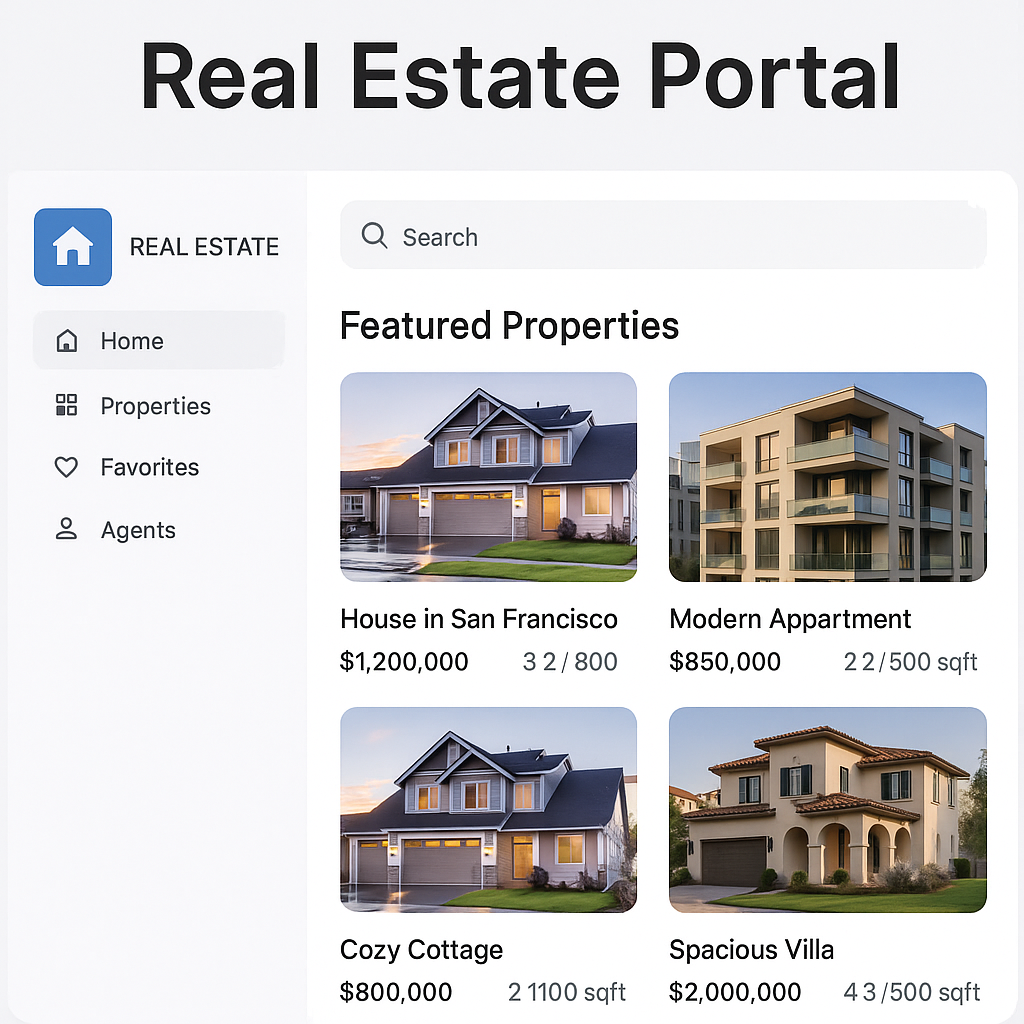 Real Estate Portal
REAL ESTATE
Home
Properties
Favorites
Agents
Search
Featured Properties
House in San Francisco
$1,200,000 3 2 / 800
Modern Appartment
$850,000 2 2 / 500 sqft
Cozy Cottage
$800,000 2 1100 sqft
Spacious Villa
$2,000,000 4 3 /500 sqft